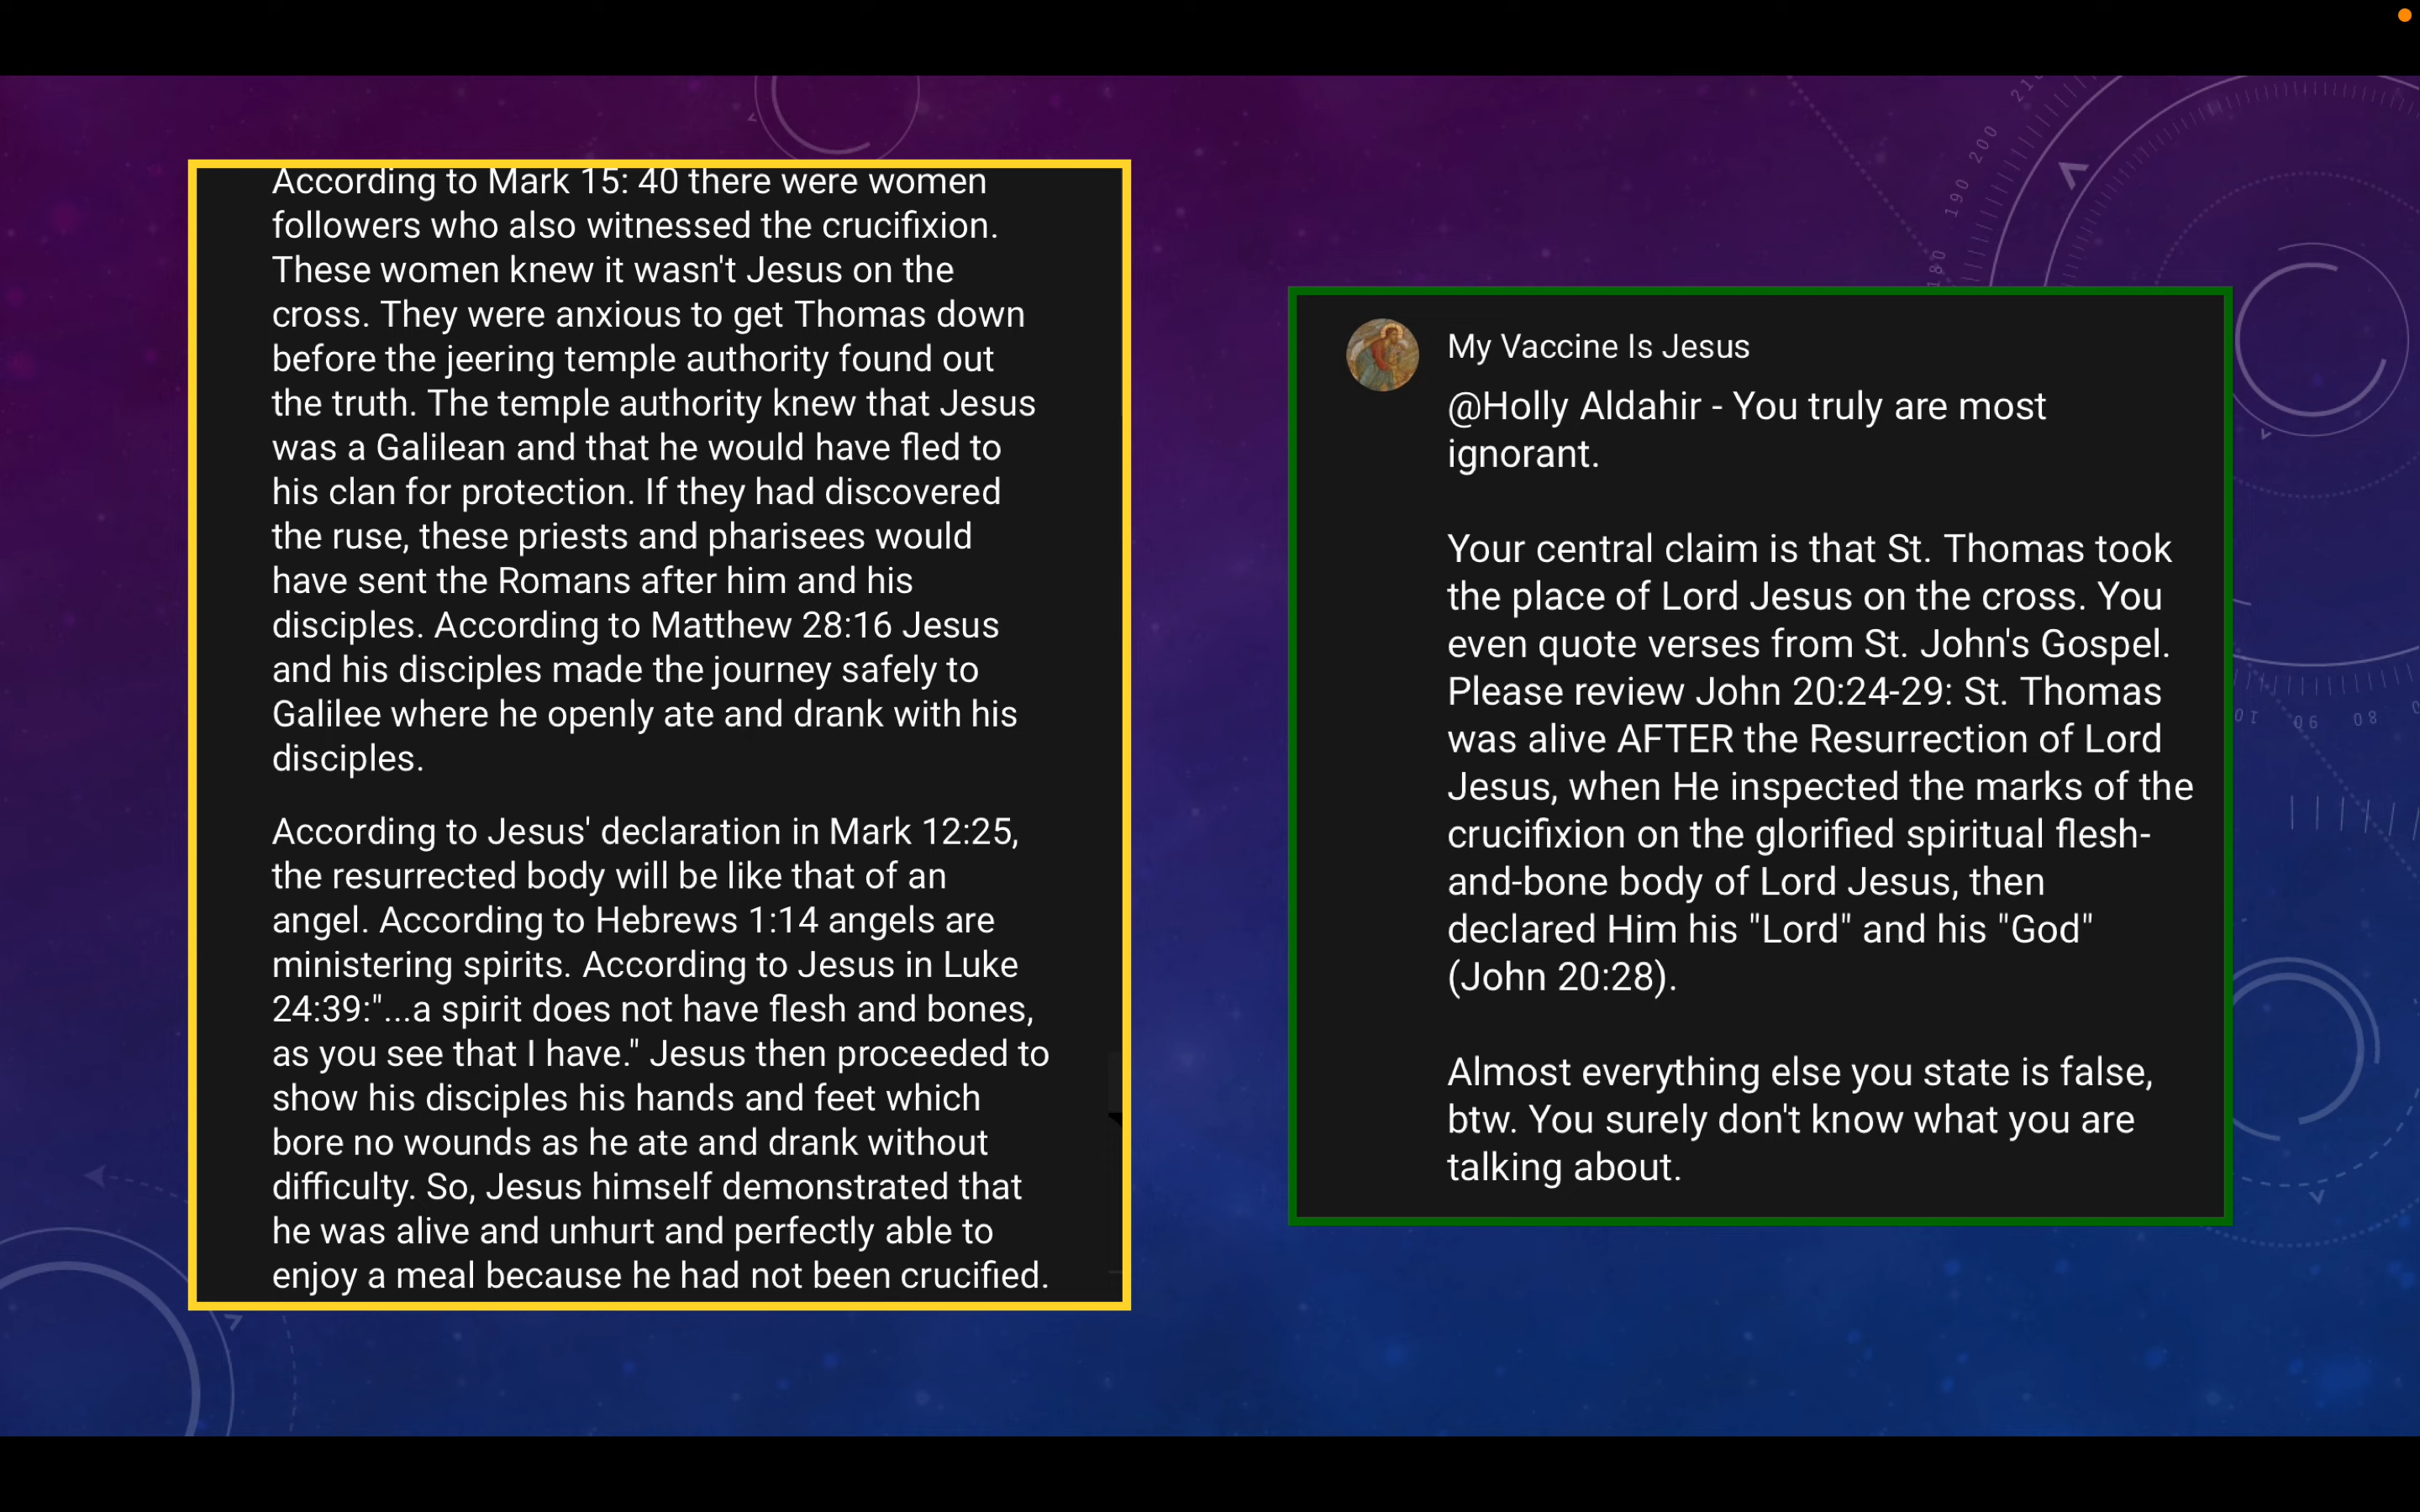 According to Mark 15: 40 there were women
followers who also witnessed the crucifixion.
These women knew it wasn't Jesus on the
cross. They were anxious to get Thomas down
before the jeering temple authority found out
the truth. The temple authority knew that Jesus
was a Galilean and that he would have fled to
his clan for protection. If they had discovered
the ruse, these priests and pharisees would
have sent the Romans after him and his
disciples. According to Matthew 28:16 Jesus
and his disciples made the journey safely to
Galilee where he openly ate and drank with his
disciples.
According to Jesus' declaration in Mark 12:25,
the resurrected body will be like that of an
angel. According to Hebrews 1:14 angels are
ministering spirits. According to Jesus in Luke
24:39:"...a spirit does not have flesh and bones,
as you see that I have." Jesus then proceeded to
show his disciples his hands and feet which
bore no wounds as he ate and drank without
difficulty. So, Jesus himself demonstrated that
he was alive and unhurt and perfectly able to
enjoy a meal because he had not been crucified.
My Vaccine Is Jesus
@Holly Aldahir - You truly are most
ignorant.
Your central claim is that St. Thomas took
the place of Lord Jesus on the cross. You
even quote verses from St. John's Gospel.
Please review John 20:24-29: St. Thomas
was alive AFTER the Resurrection of Lord
Jesus, when He inspected the marks of the
crucifixion on the glorified spiritual flesh-
and-bone body of Lord Jesus, then
declared Him his "Lord" and his "God"
(John 20:28).
Almost everything else you state is false,
btw. You surely don't know what you are
talking about.
180 190 200
80 90